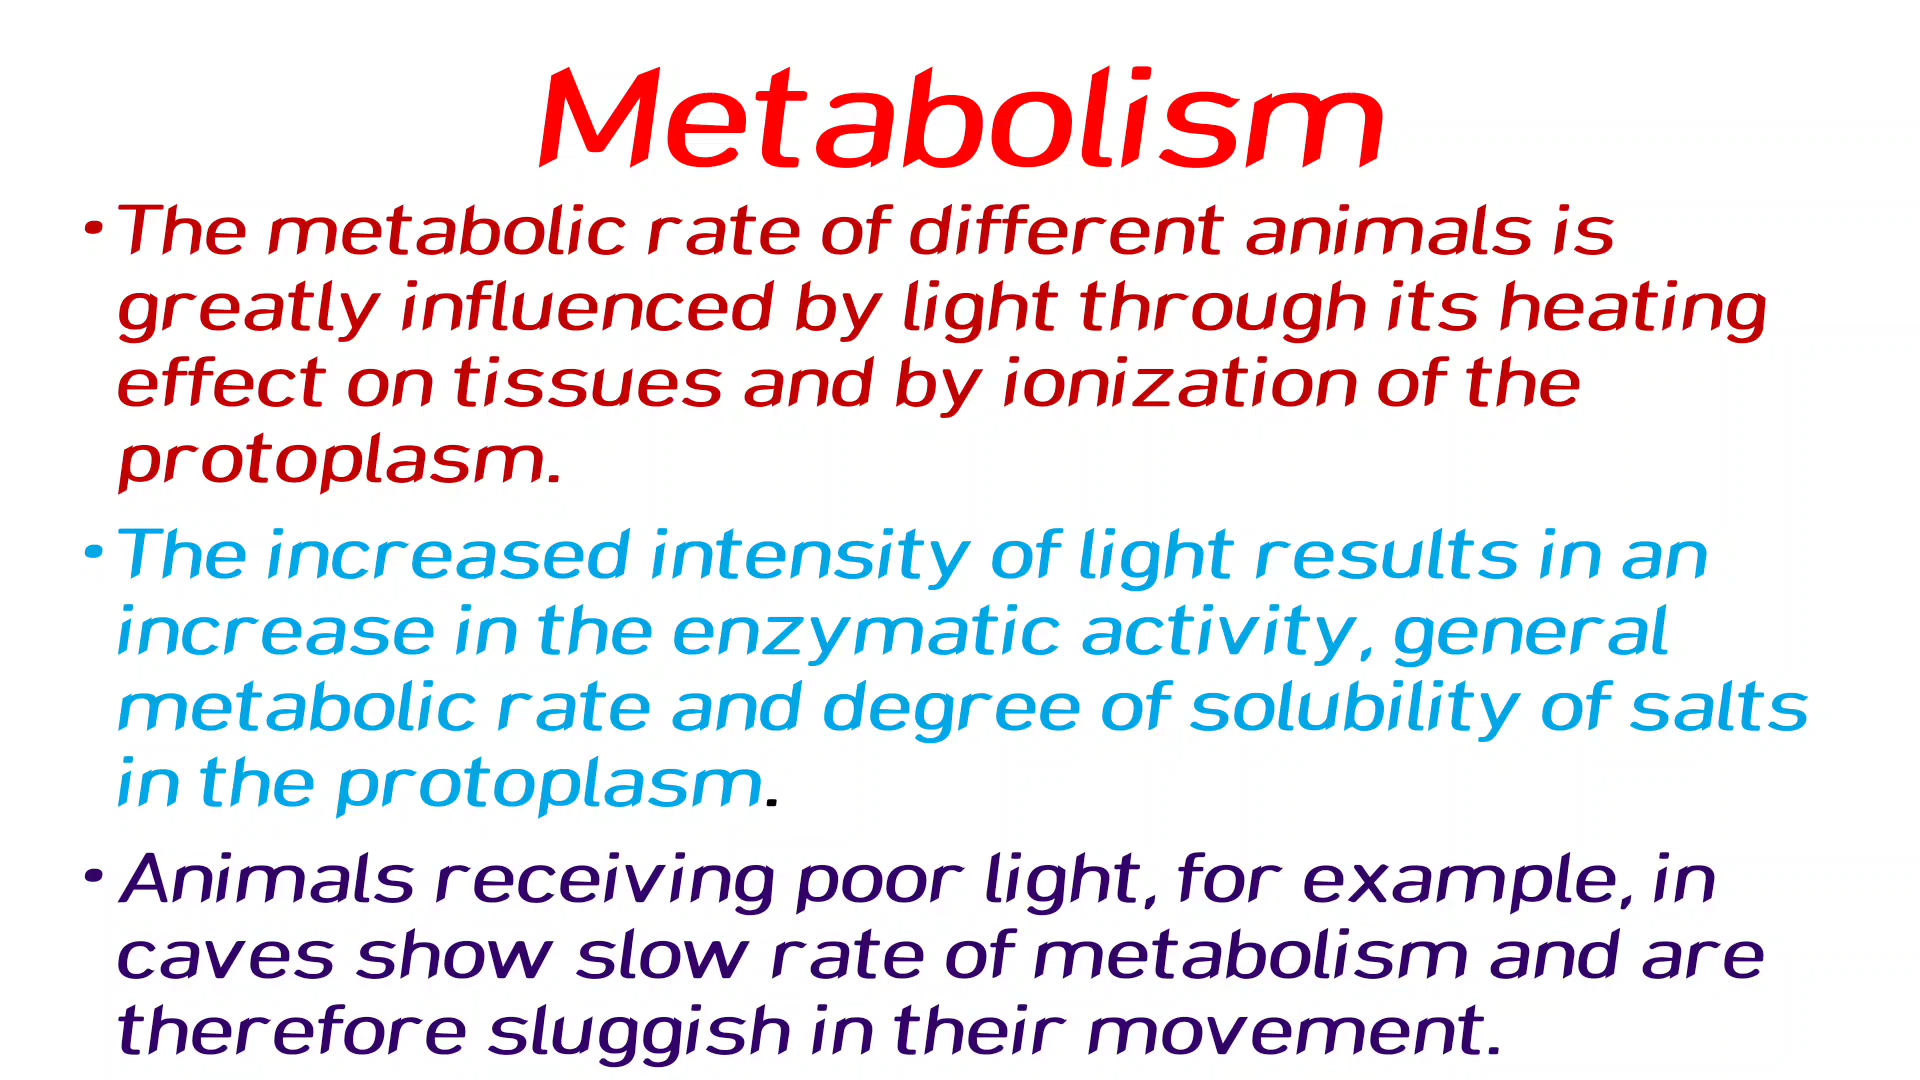 Metabolism
• The metabolic rate of different animals is
greatly influenced by light through its heating
effect on tissues and by ionization of the
protoplasm.
• The increased intensity of light results in an
increase in the enzymatic activity, general
metabolic rate and degree of solubility of salts
in the protoplasm.
• Animals receiving poor light, for example, in
caves show slow rate of metabolism and are
therefore sluggish in their movement.